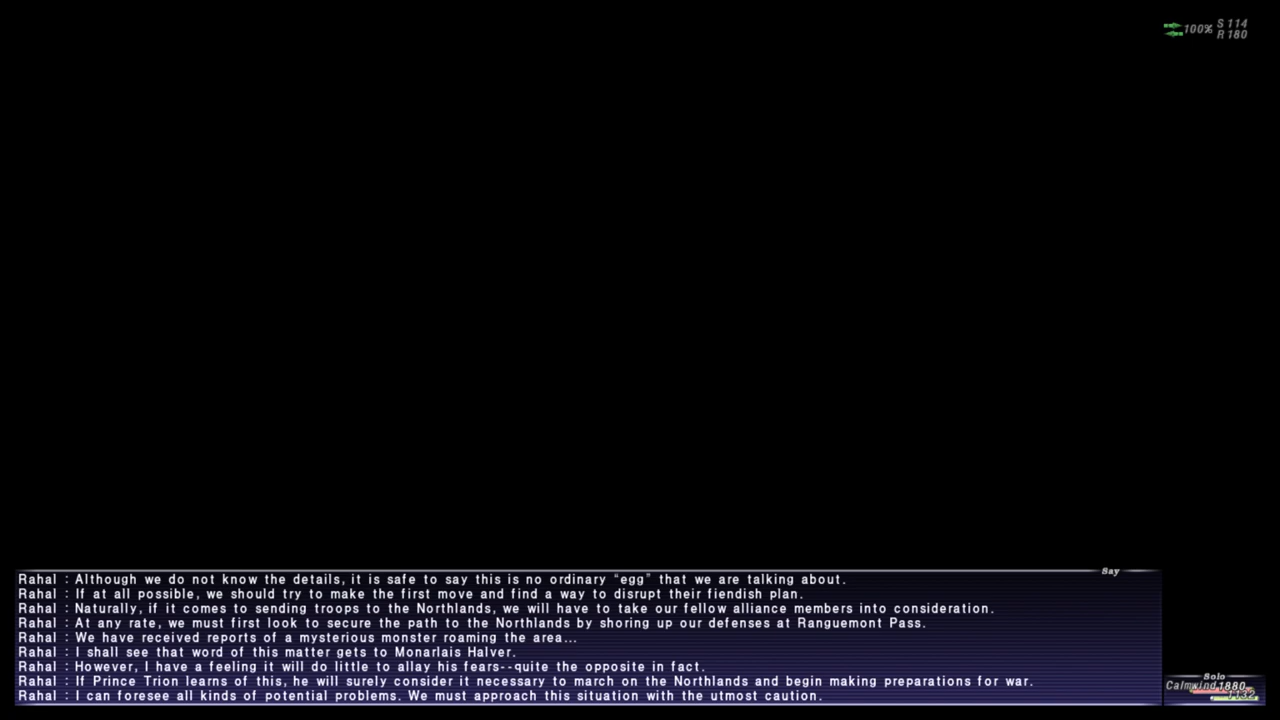 100% S 114
R 180
Say
Rahal : Although we do not know the details, it is safe to say this is no ordinary “egg” that we are talking about.
Rahal : If at all possible, we should try to make the first move and find a way to disrupt their fiendish plan.
Rahal : Naturally, if it comes to sending troops to the Northlands, we will have to take our fellow alliance members into consideration.
Rahal : At any rate, we must first look to secure the path to the Northlands by shoring up our defenses at Ranguemont Pass.
Rahal : We have received reports of a mysterious monster roaming the area...
Rahal : I shall see that word of this matter gets to Monarlais Halver.
Rahal : However, I have a feeling it will do little to allay his fears--quite the opposite in fact.
Rahal : If Prince Trion learns of this, he will surely consider it necessary to march on the Northlands and begin making preparations for war.
Rahal : I can foresee all kinds of potential problems. We must approach this situation with the utmost caution.
Solo
Calmwind 1880